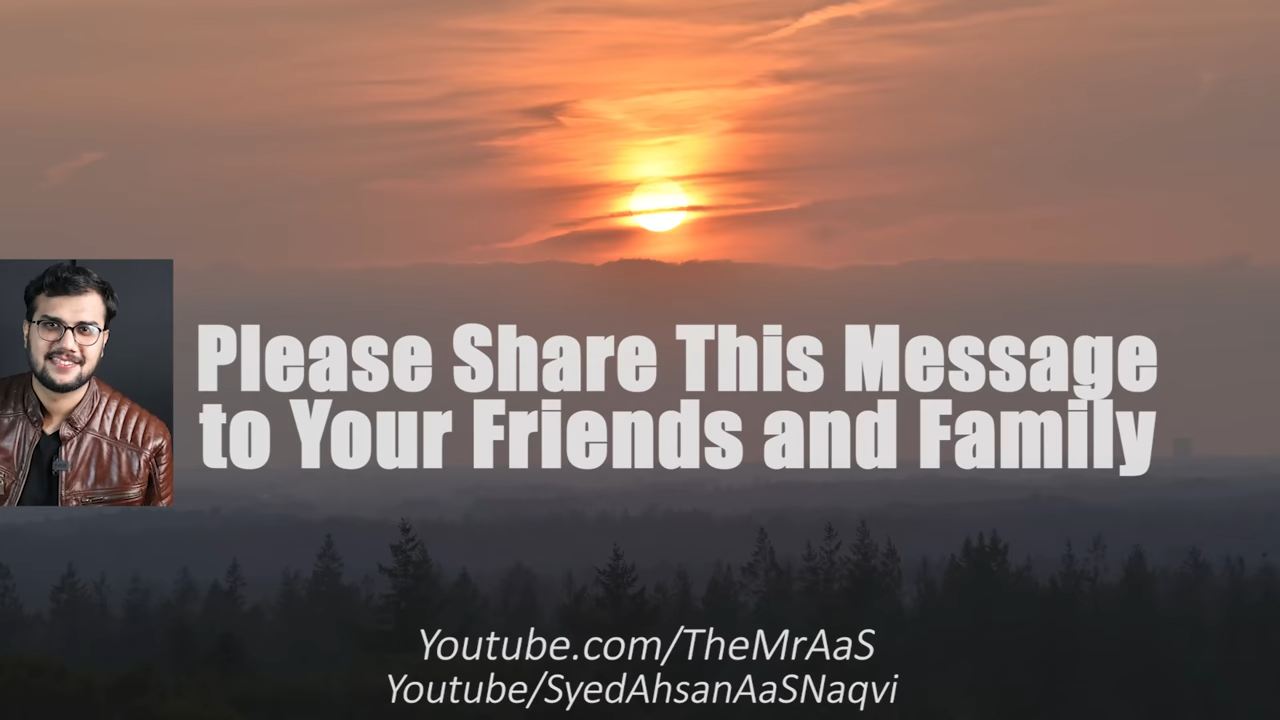 Please Share This Message
to Your Friends and Family
Youtube.com/TheMrAaS
Youtube/SyedAhsanAaSNaqvi